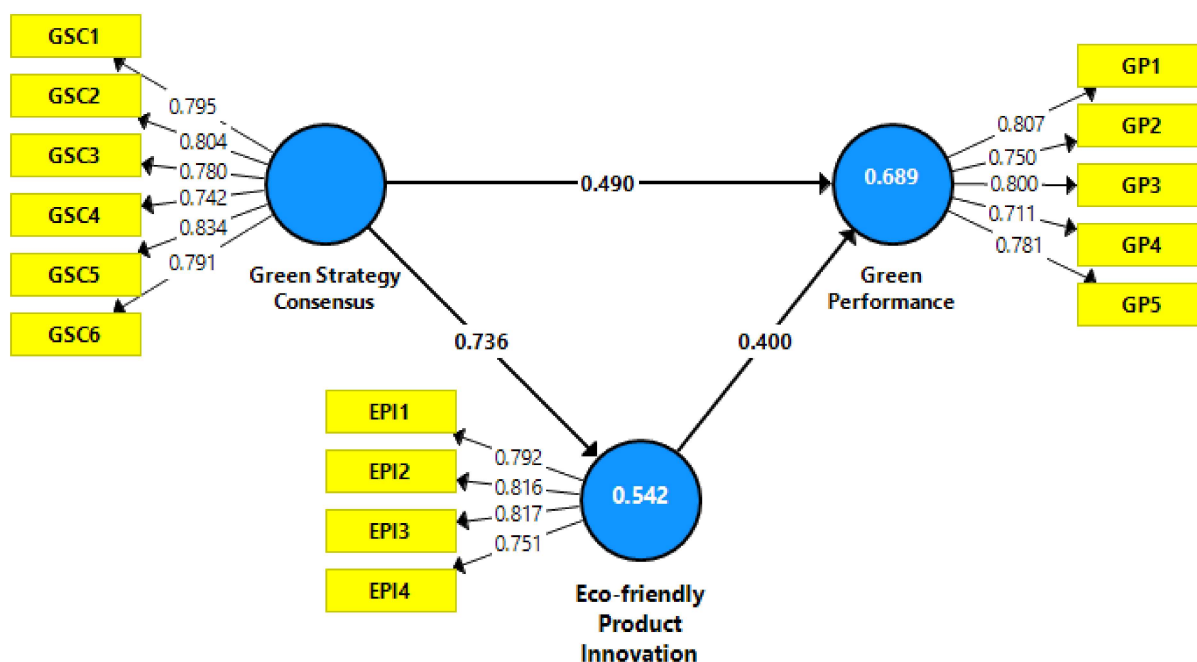 GSC1
GSC2
GSC3
GSC4
GSC5
GSC6
0.795
0.804
0.780
0.742
0.834
0.791
Green Strategy
Consensus
0.490
0.736
0.400
0.689
Green
Performance
0.807
0.750
0.800
0.711
0.781
GP1
GP2
GP3
GP4
GP5
EPI1
EPI2
EPI3
EPI4
0.792
0.816
0.817
0.751
0.542
Eco-friendly
Product
Innovation